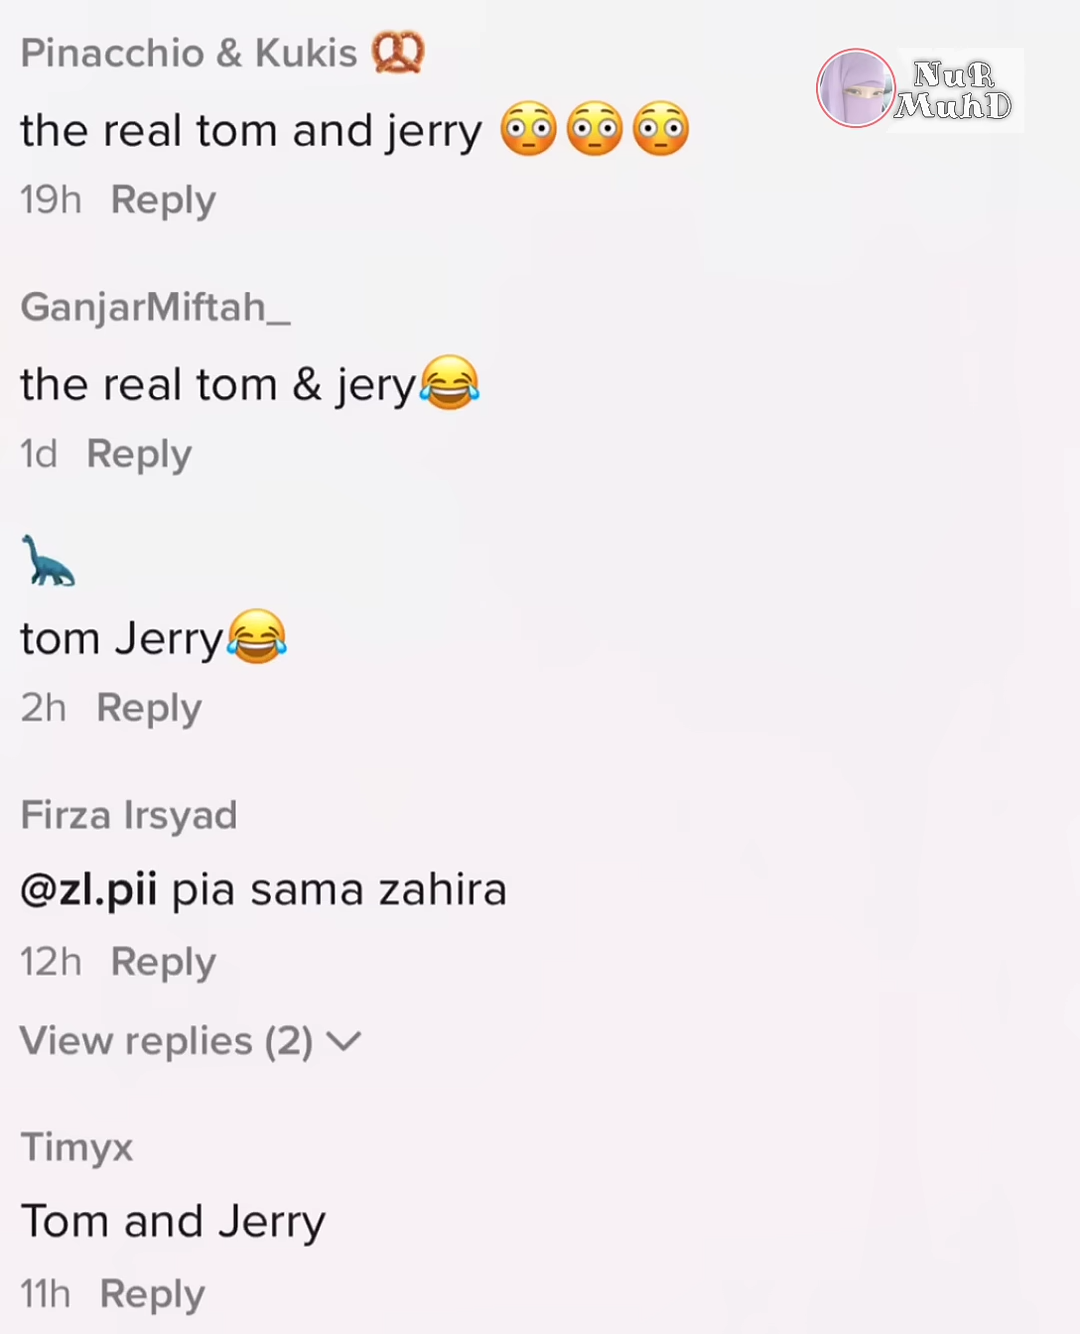 Pinacchio & Kukis 🥨
NuR
MuhD
the real tom and jerry 😳😳😳
19h Reply
GanjarMiftah_
the real tom & jery😂
1d Reply
🦕
tom Jerry😂
2h Reply
Firza Irsyad
@zl.pii pia sama zahira
12h Reply
View replies (2)
Timyx
Tom and Jerry
11h Reply